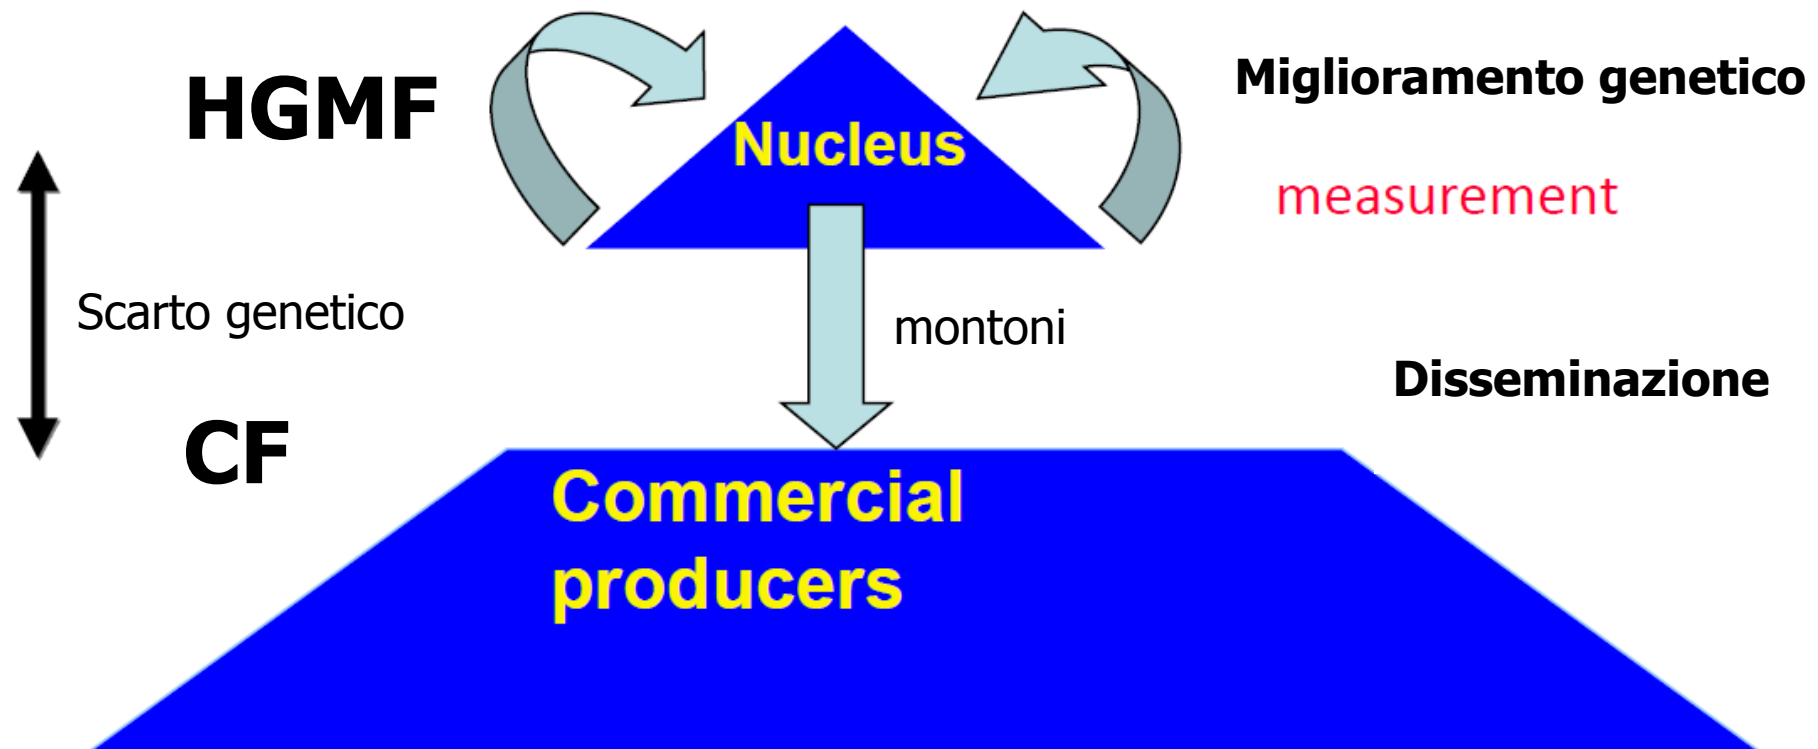 HGMF
Miglioramento genetico
Nucleus
measurement
Scarto genetico
montoni
Disseminazione
CF
Commercial
producers